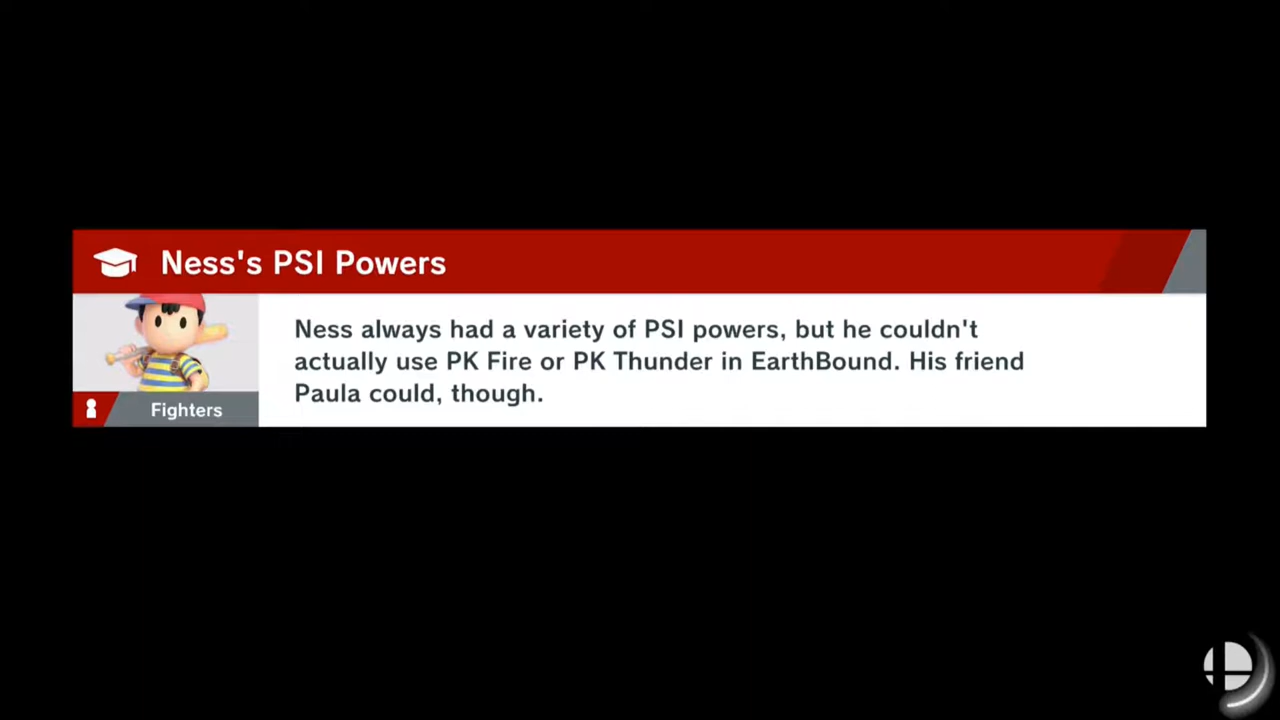 Ness's PSI Powers
Ness always had a variety of PSI powers, but he couldn't
actually use PK Fire or PK Thunder in EarthBound. His friend
Paula could, though.
Fighters